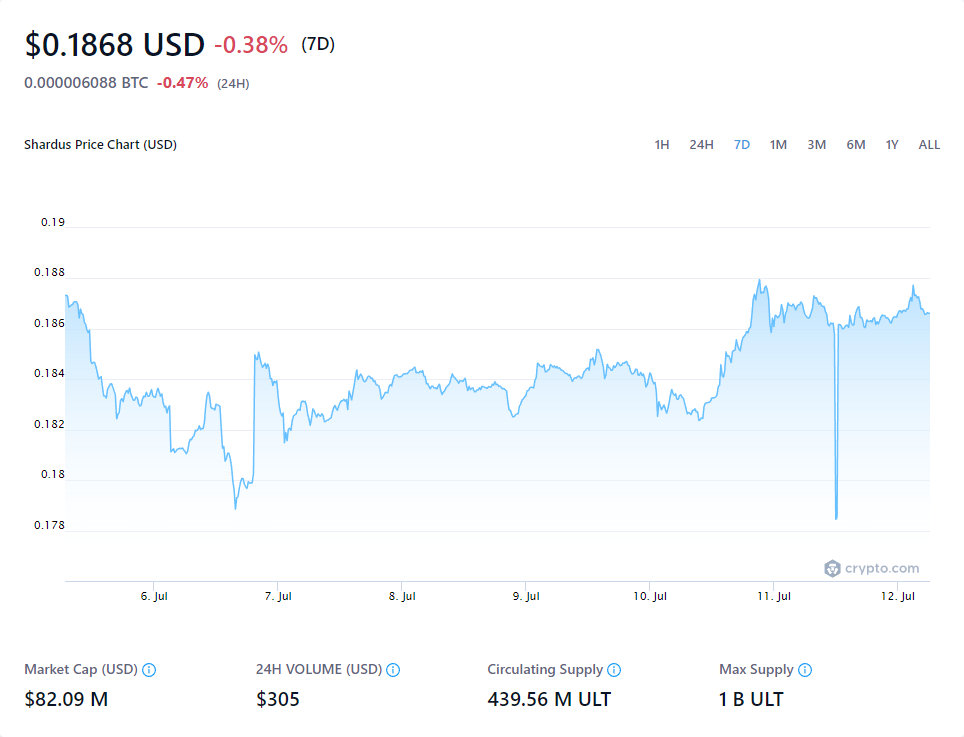 $0.1868 USD -0.38% (7D)
0.000006088 BTC -0.47% (24H)
Shardus Price Chart (USD) 1H 24H 7D 1M 3M 6M 1Y ALL
0.19
0.188
0.186
0.184
0.182
0.18
0.178
crypto.com
6. Jul 7. Jul 8. Jul 9. Jul 10. Jul 11. Jul 12. Jul
Market Cap (USD) 24H VOLUME (USD) Circulating Supply Max Supply
$82.09 M $305 439.56 M ULT 1 B ULT